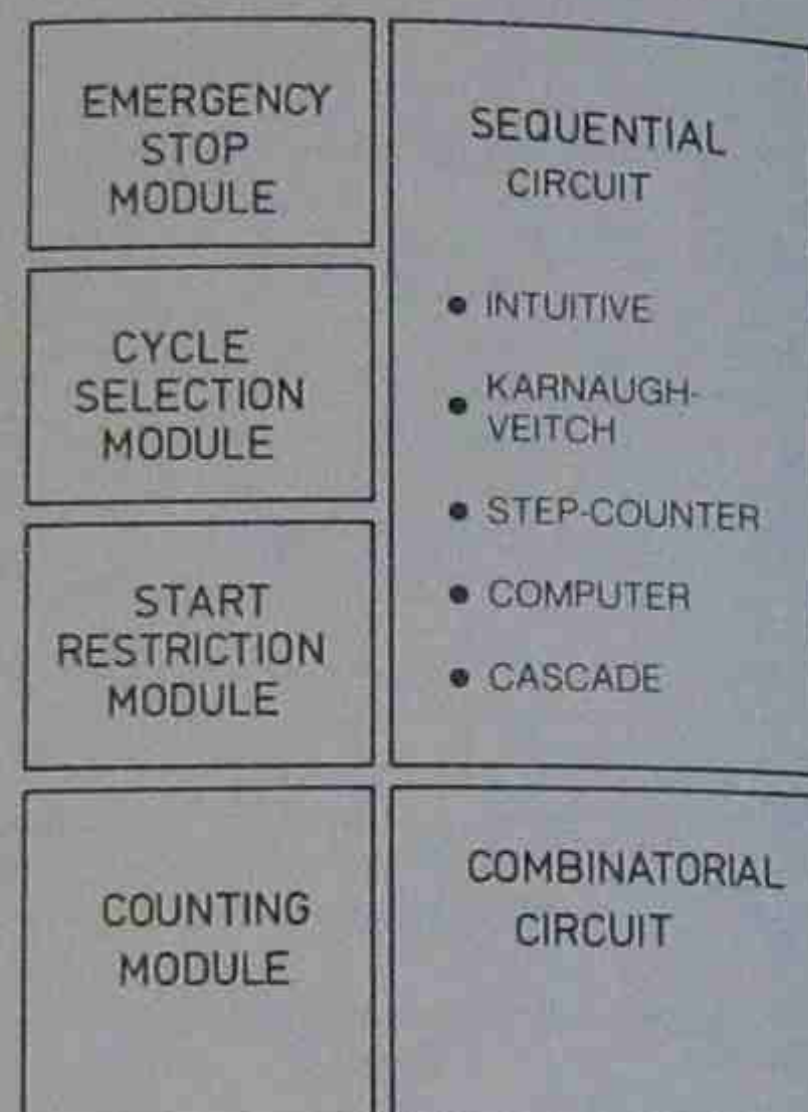 EMERGENCY
STOP
MODULE
CYCLE
SELECTION
MODULE
START
RESTRICTION
MODULE
COUNTING
MODULE
SEQUENTIAL
CIRCUIT
• INTUITIVE
• KARNAUGH-
VEITCH
• STEP-COUNTER
• COMPUTER
• CASCADE
COMBINATORIAL
CIRCUIT